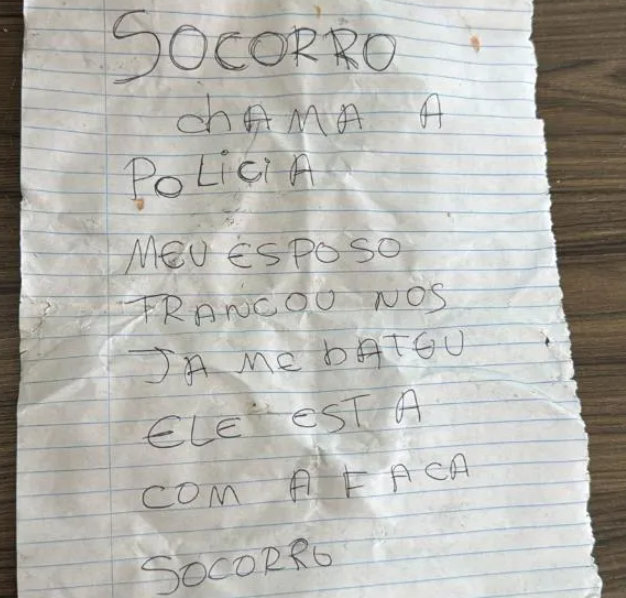 SOCORRO
chAMA A
PoLiCiA
MEU ESPOSO
TRANCOU NOS
JA ME bATEU
ELE ESTA
COM A FACA
SOCORRO